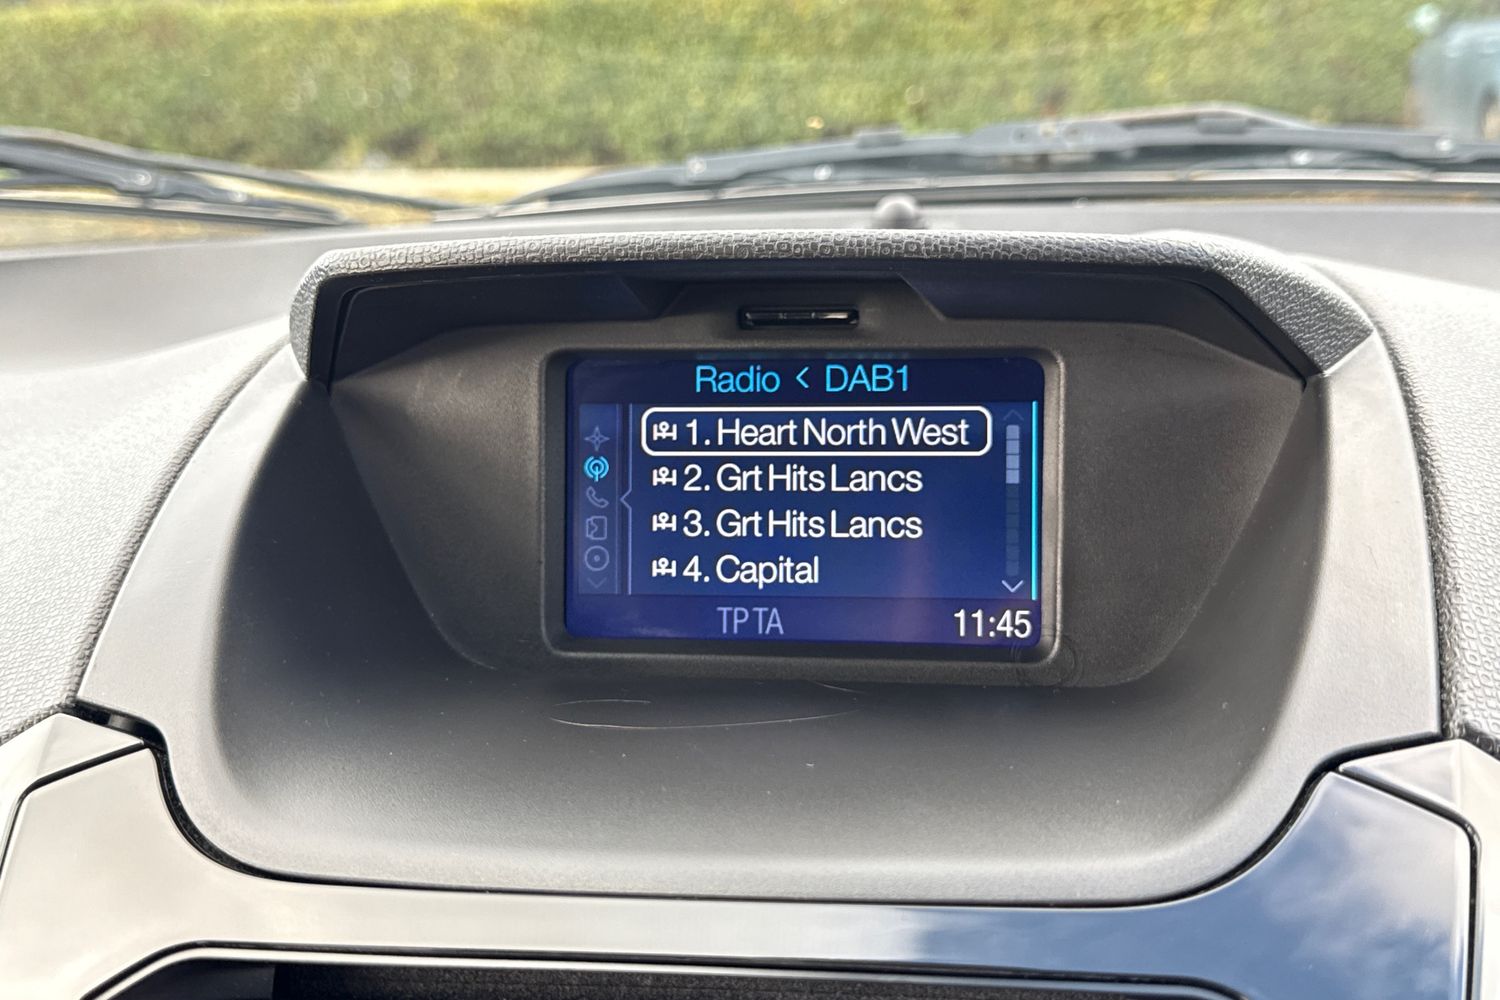 Radio < DAB1
1. Heart North West
2. Grt Hits Lancs
3. Grt Hits Lancs
4. Capital
TP TA
11:45